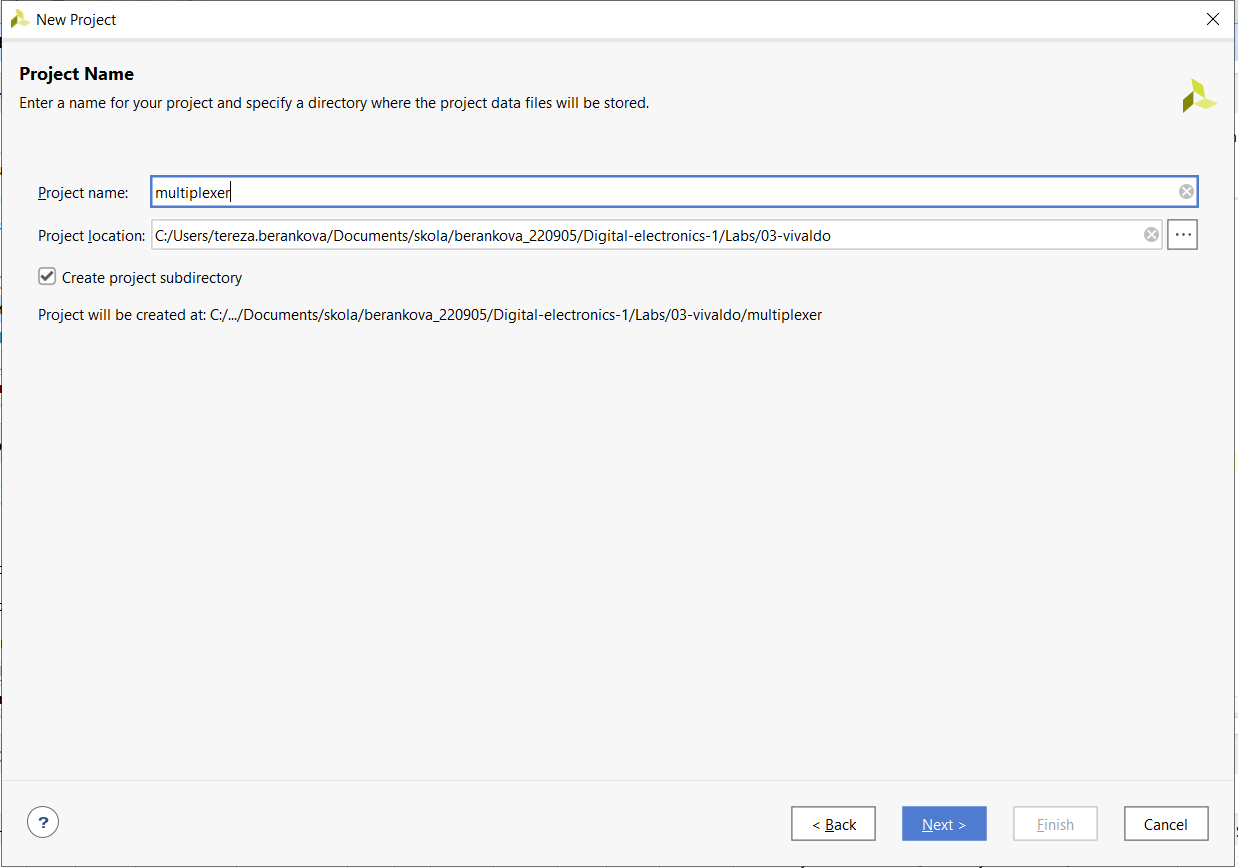 New Project
Project Name
Enter a name for your project and specify a directory where the project data files will be stored.
Project name: multiplexer
Project location: C:/Users/tereza.berankova/Documents/skola/berankova_220905/Digital-electronics-1/Labs/03-vivaldo ...
Create project subdirectory
Project will be created at: C:/.../Documents/skola/berankova_220905/Digital-electronics-1/Labs/03-vivaldo/multiplexer
? < Back Next > Finish Cancel